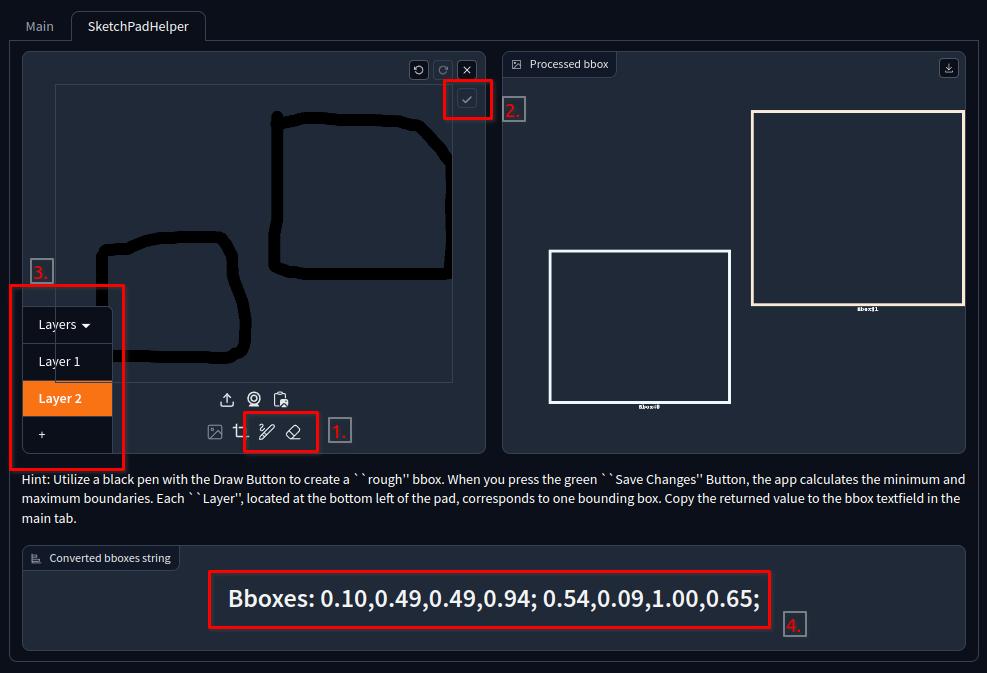 Main
SketchPadHelper
Processed bbox
2.
3.
Layers
Layer 1
Layer 2
+
1.
Bbox#1
Bbox#0
Hint: Utilize a black pen with the Draw Button to create a ``rough'' bbox. When you press the green ``Save Changes'' Button, the app calculates the minimum and
maximum boundaries. Each ``Layer'', located at the bottom left of the pad, corresponds to one bounding box. Copy the returned value to the bbox textfield in the
main tab.
Converted bboxes string
Bboxes: 0.10,0.49,0.49,0.94; 0.54,0.09,1.00,0.65;
4.